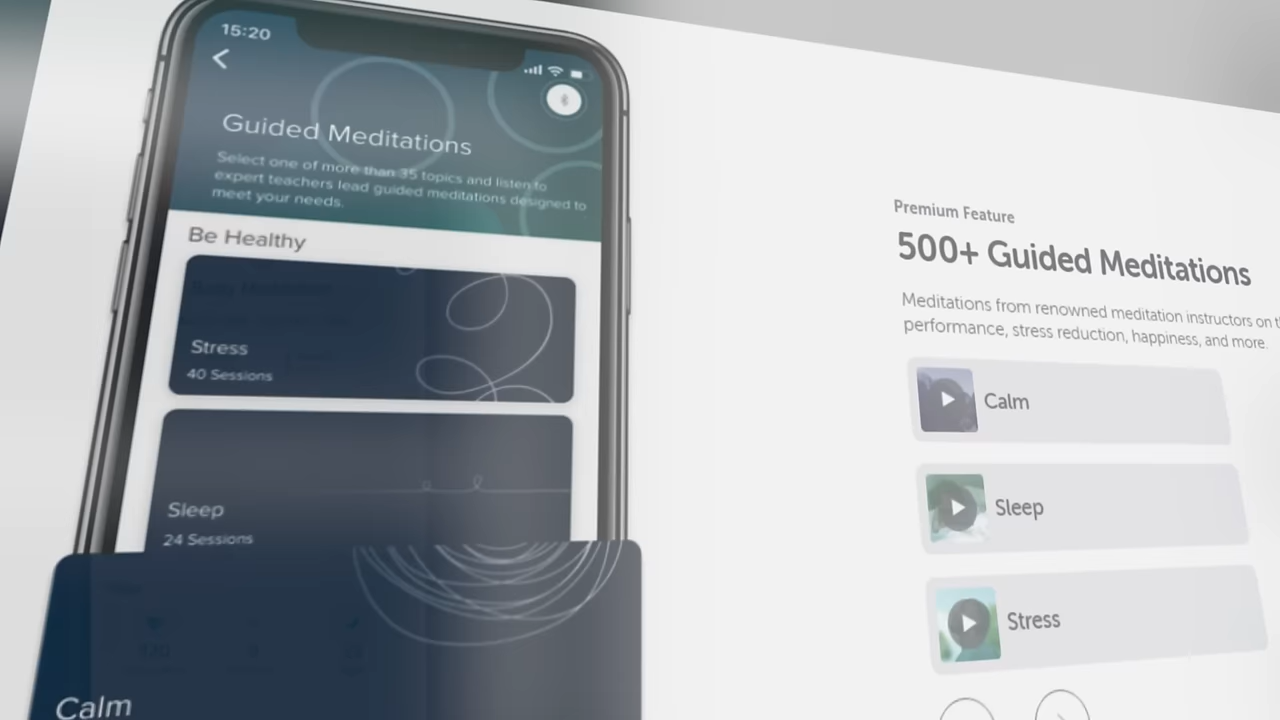 15:20
Guided Meditations
Select one of more than 35 topics and listen to
expert teachers lead guided meditations designed to
meet your needs.
Be Healthy
Stress
40 Sessions
Sleep
24 Sessions
Calm
Premium Feature
500+ Guided Meditations
Meditations from renowned meditation instructors on
performance, stress reduction, happiness, and more.
Calm
Sleep
Stress